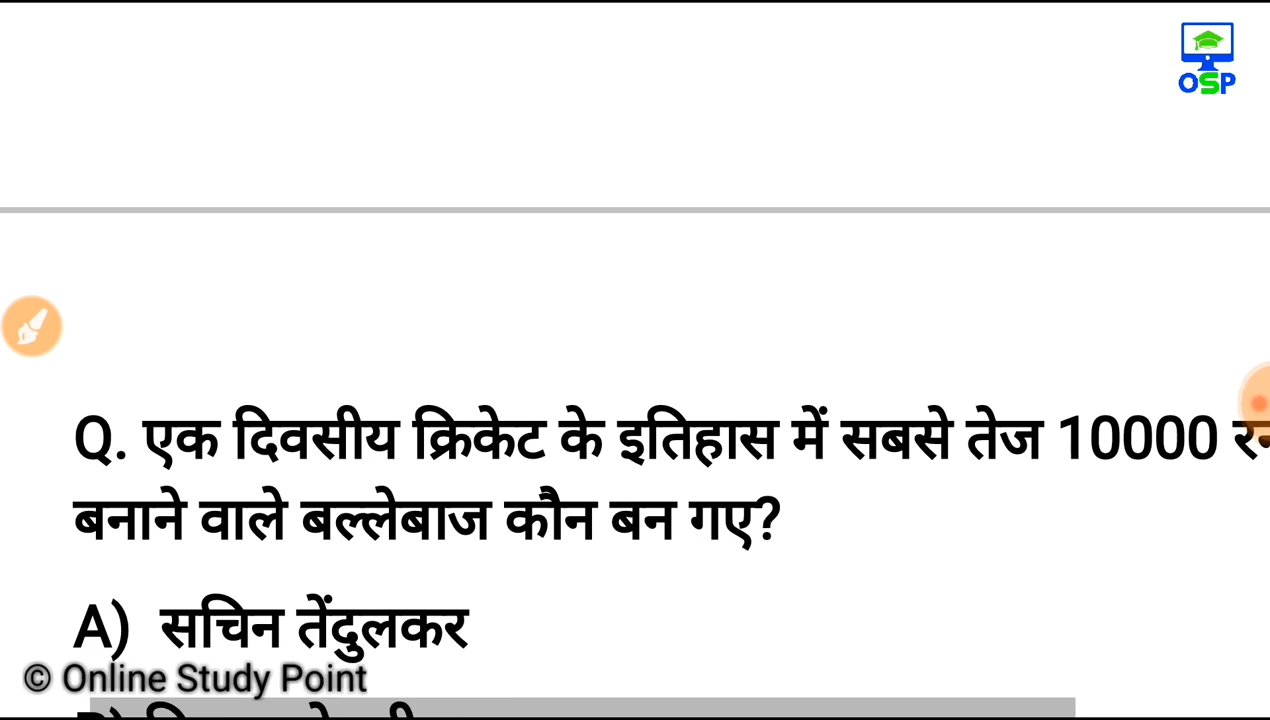 OSP
Q. एक दिवसीय क्रिकेट के इतिहास में सबसे तेज 10000
बनाने वाले बल्लेबाज कौन बन गए?
A) सचिन तेंदुलकर
© Online Study Point